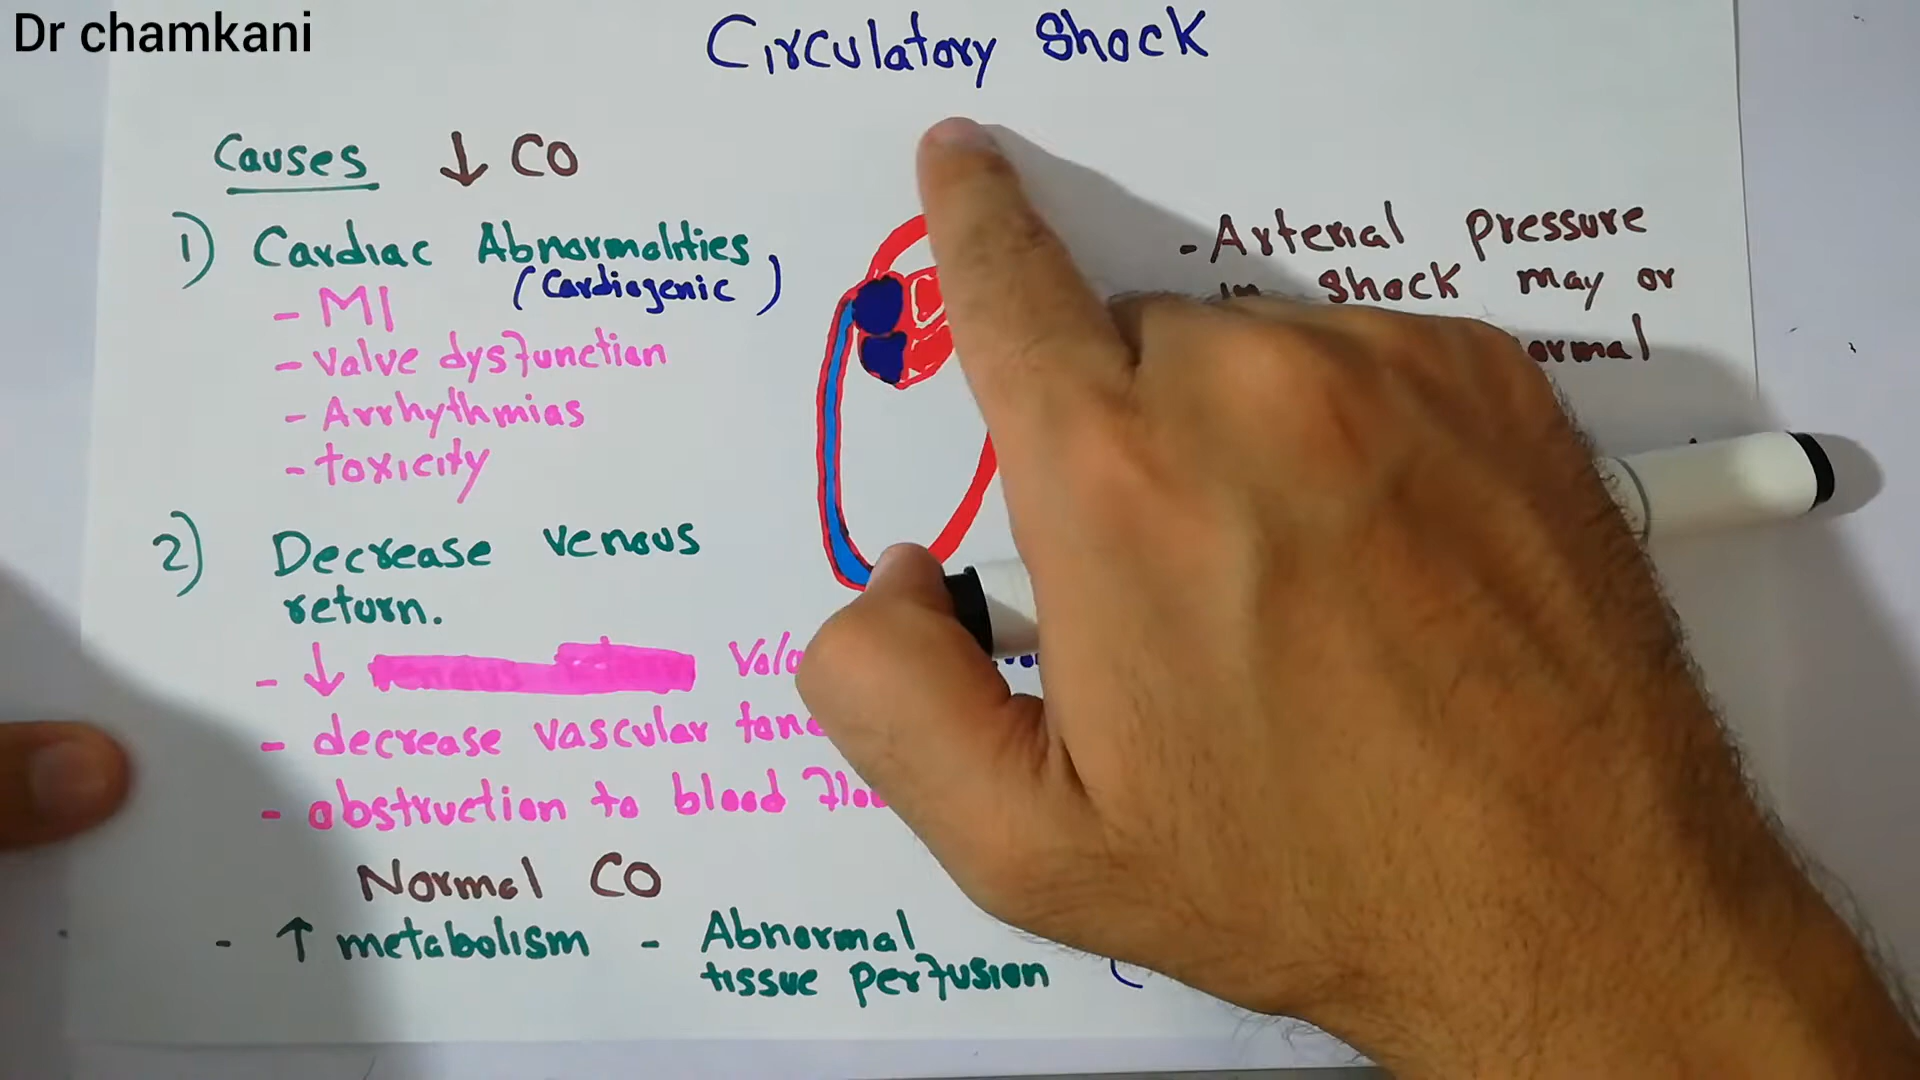 Dr chamkani
Circulatory Shock
Causes ↓ CO
1) Cardiac Abnormalities
(Cardiogenic)
- MI
- Valve dysfunction
- Arrhythmias
- toxicity
2) Decrease venous
return.
- ↓
- decrease vascular
- obstruction to blood
Normal CO
- ↑ metabolism - Abnormal
tissue perfusion
- Arterial pressure
in shock may or